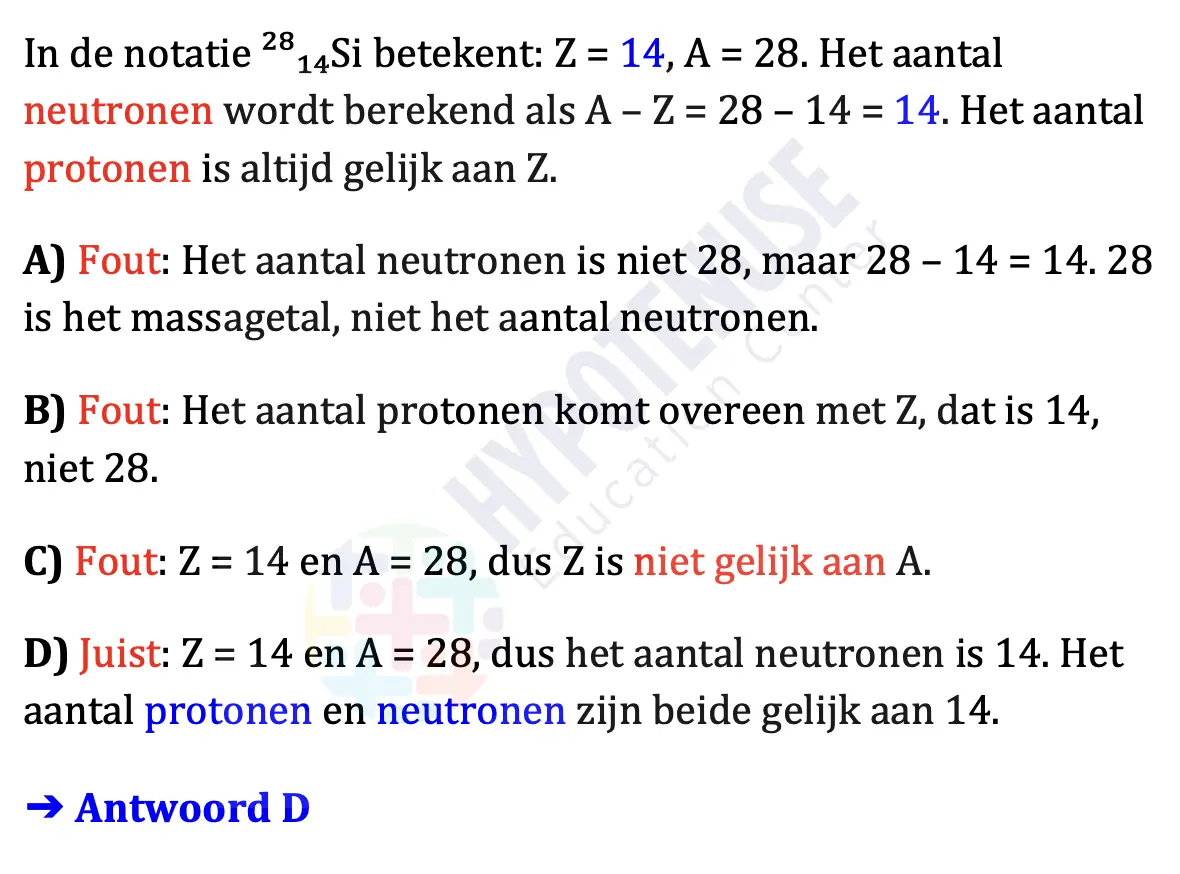 In de notatie ²⁸₁₄Si betekent: Z = 14, A = 28. Het aantal
neutronen wordt berekend als A – Z = 28 – 14 = 14. Het aantal
protonen is altijd gelijk aan Z.
A) Fout: Het aantal neutronen is niet 28, maar 28 – 14 = 14. 28
is het massagetal, niet het aantal neutronen.
B) Fout: Het aantal protonen komt overeen met Z, dat is 14,
niet 28.
C) Fout: Z = 14 en A = 28, dus Z is niet gelijk aan A.
D) Juist: Z = 14 en A = 28, dus het aantal neutronen is 14. Het
aantal protonen en neutronen zijn beide gelijk aan 14.
➔ Antwoord D
HYPOTENUSE
Education Center